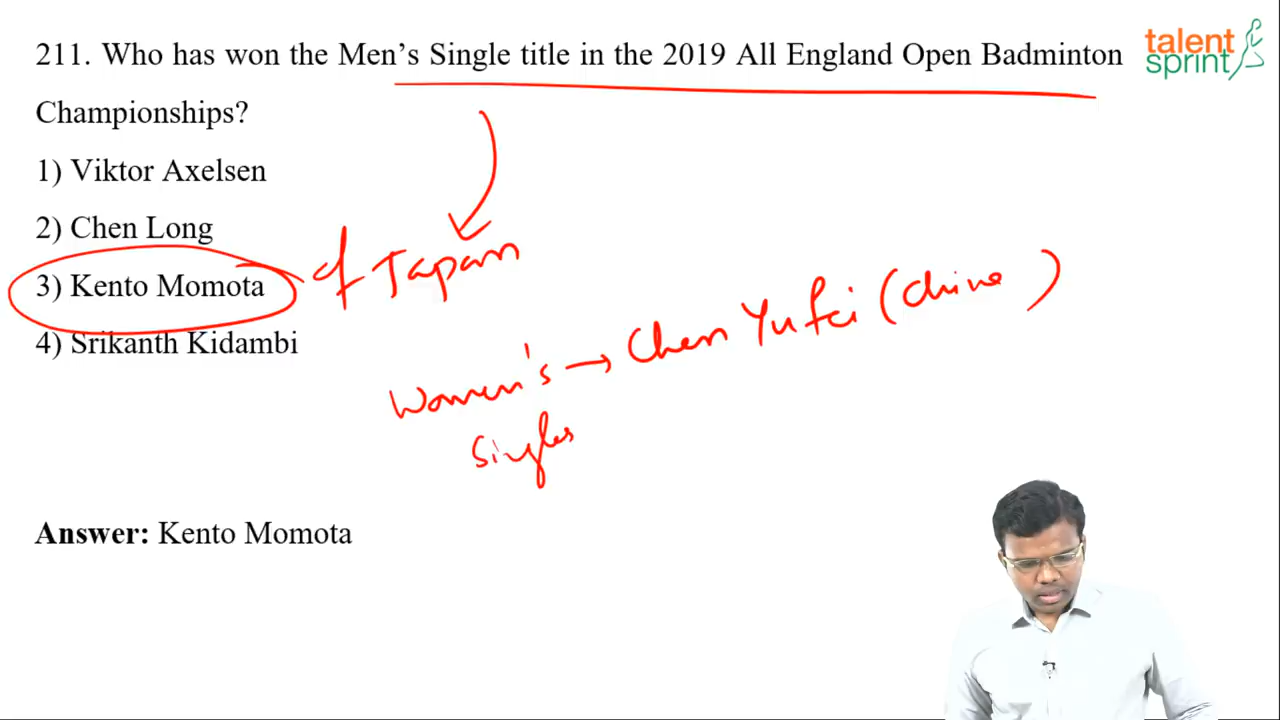 211. Who has won the Men’s Single title in the 2019 All England Open Badminton
Championships?
talent
sprint
1) Viktor Axelsen
2) Chen Long
3) Kento Momota
of Japan
4) Srikanth Kidambi
Women's → Chen Yufei (China)
Singles
Answer: Kento Momota